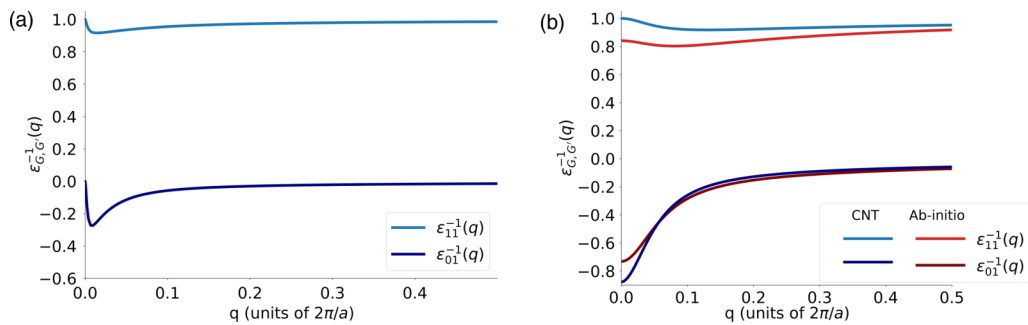 (a)
1.0
0.8
0.6
0.4
0.2
0.0
-0.2
-0.4
-0.6
ε⁻¹G,G′(q)
0.0 0.1 0.2 0.3 0.4
q (units of 2π/a)
ε⁻¹₁₁(q)
ε⁻¹₀₁(q)
(b)
1.0
0.8
0.6
0.4
0.2
-0.0
-0.2
-0.4
-0.6
-0.8
ε⁻¹G,G′(q)
0.0 0.1 0.2 0.3 0.4 0.5
q (units of 2π/a)
CNT Ab-initio
ε⁻¹₁₁(q)
ε⁻¹₀₁(q)